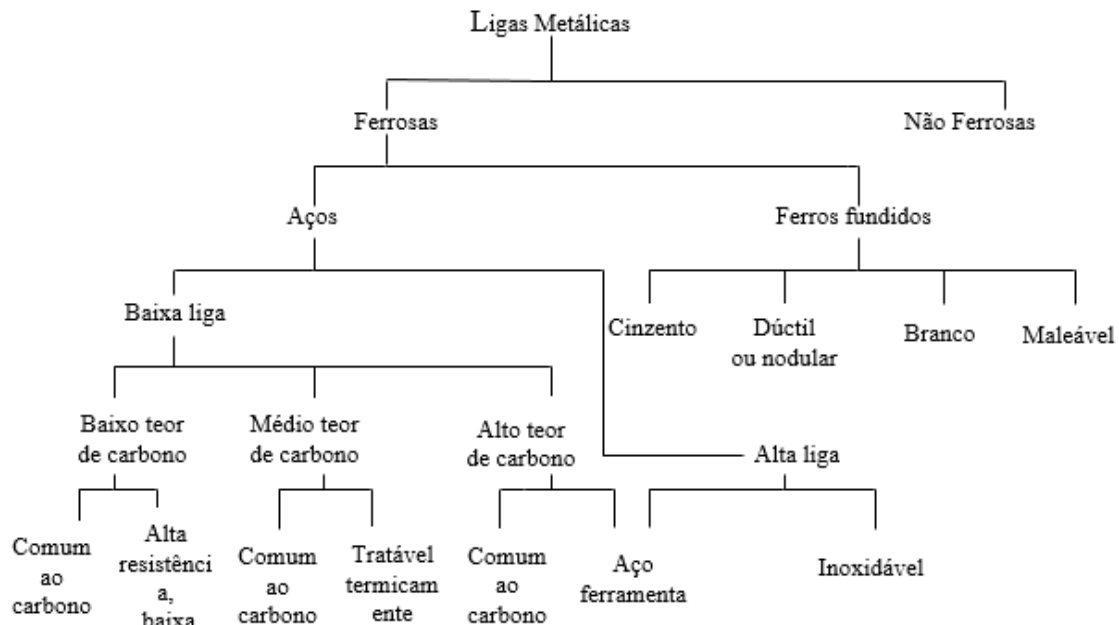 Ligas Metálicas
Ferrosas
Não Ferrosas
Aços
Ferros fundidos
Baixa liga
Cinzento
Dúctil
ou nodular
Branco
Maleável
Baixo teor
de carbono
Médio teor
de carbono
Alto teor
de carbono
Alta liga
Comum
ao
carbono
Alta
resistênci
a,
baixa
Comum
ao
carbono
Tratável
termicam
ente
Comum
ao
carbono
Aço
ferramenta
Inoxidável